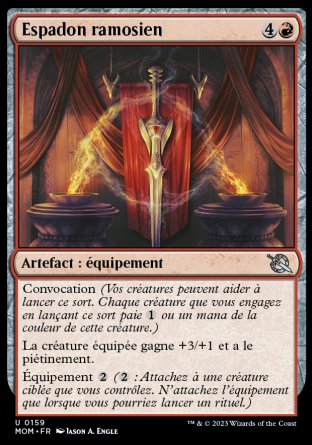 Espadon ramosien 4
Artefact : équipement
Convocation (Vos créatures peuvent aider à
lancer ce sort. Chaque créature que vous engagez
en lançant ce sort paie 1 ou un mana de la
couleur de cette créature.)
La créature équipée gagne +3/+1 et a le
piétinement.
Équipement 2 (2 : Attachez à une créature
ciblée que vous contrôlez. N'attachez l'équipement
que lorsque vous pourriez lancer un rituel.)
U 0159
MOM • FR Jason A. Engle
™ & © 2023 Wizards of the Coast